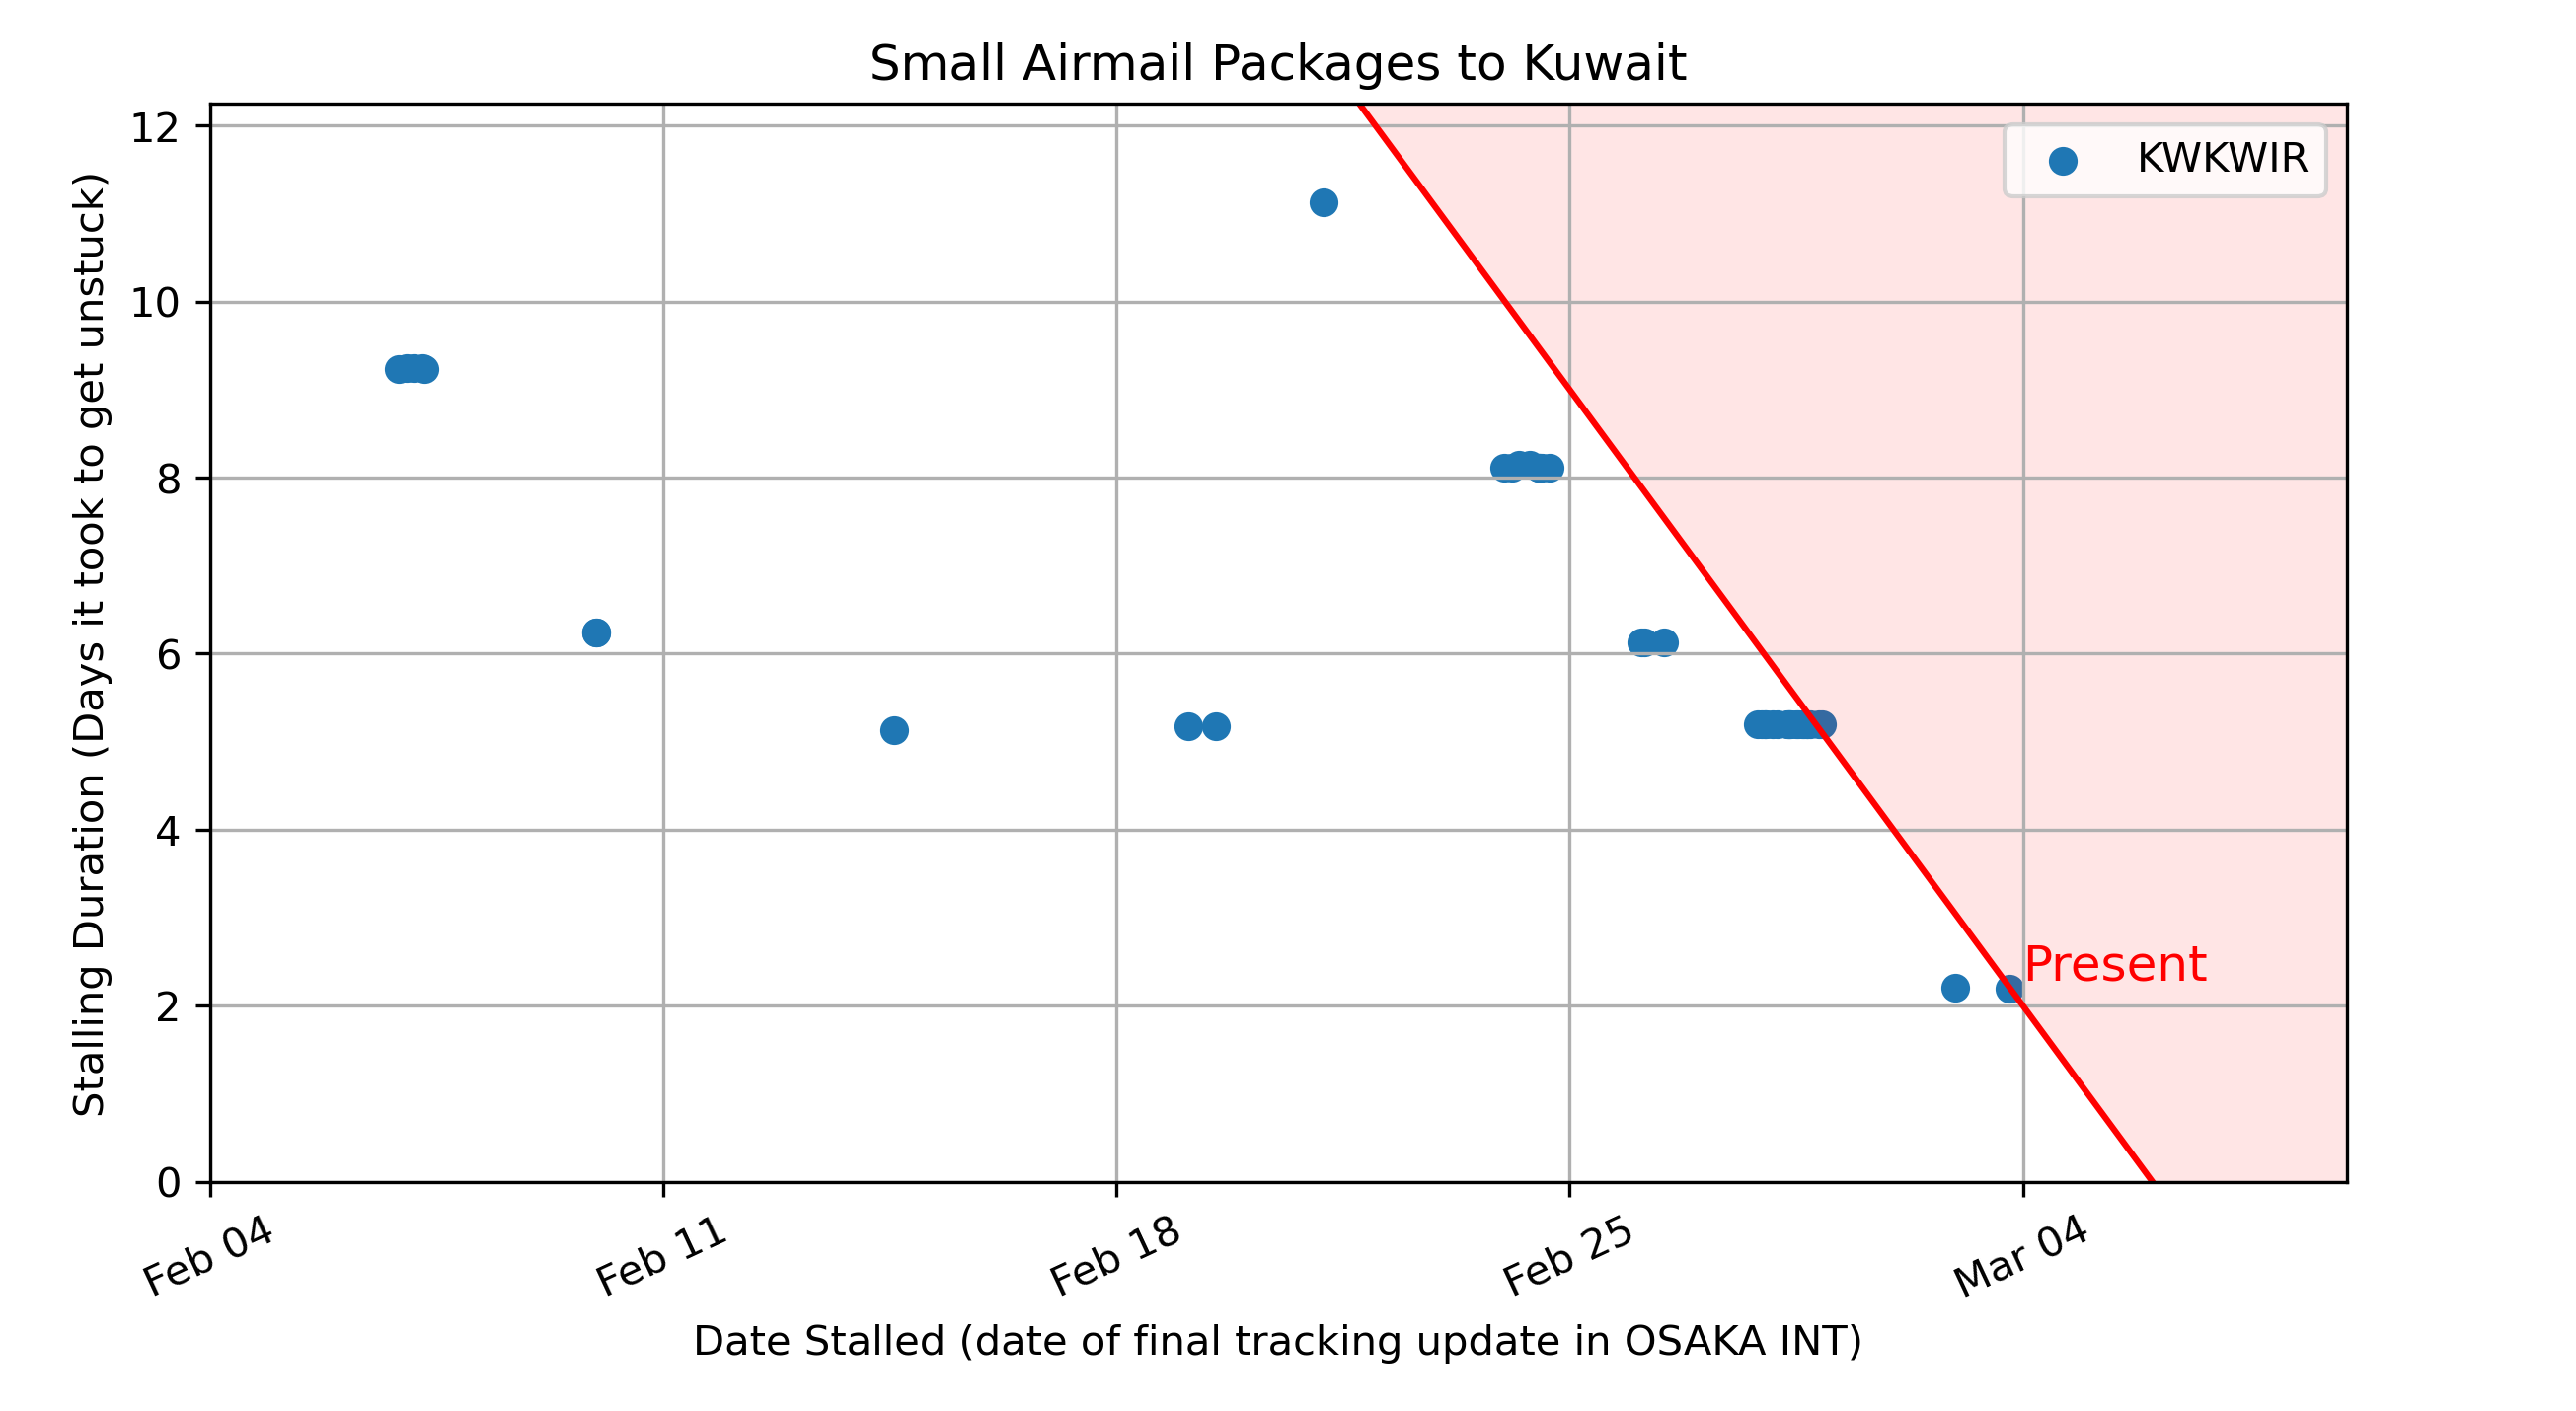 Small Airmail Packages to Kuwait
12
10
8
6
4
2
0
Stalling Duration (Days it took to get unstuck)
KWKWIR
Present
Feb 04
Feb 11
Feb 18
Feb 25
Mar 04
Date Stalled (date of final tracking update in OSAKA INT)